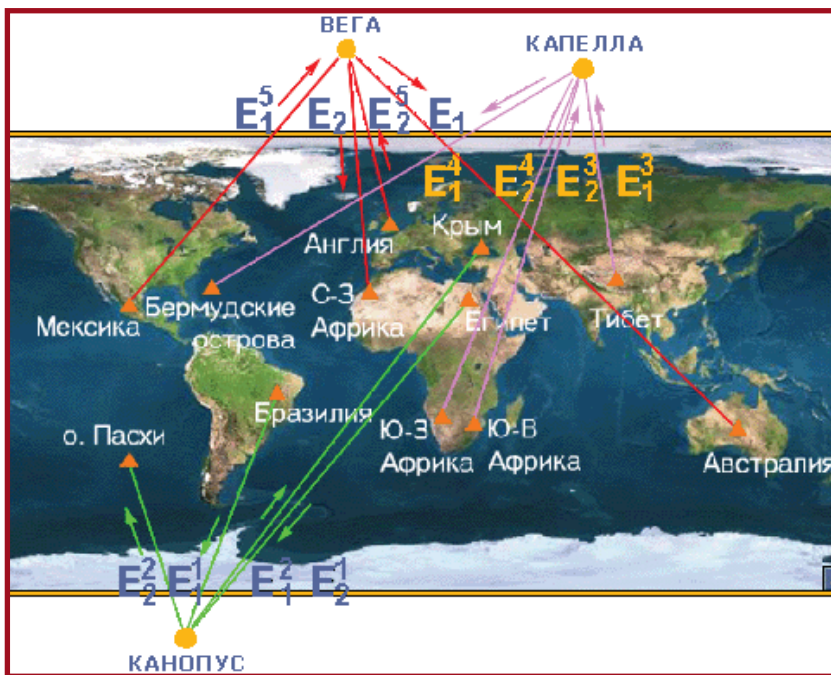 ВЕГА
КАПЕЛЛА
E₁⁵ E₂ E₂⁵ E₁
E₁⁴ E₂⁴ E₂³ E₁³
Крым
Англия
Бермудские
острова
С-З
Африка
Египет
Тибет
Мексика
Бразилия
о. Пасхи
Ю-З
Африка
Ю-В
Африка
Австралия
E₂² E₁¹ E₁² E₂¹
КАНОПУС